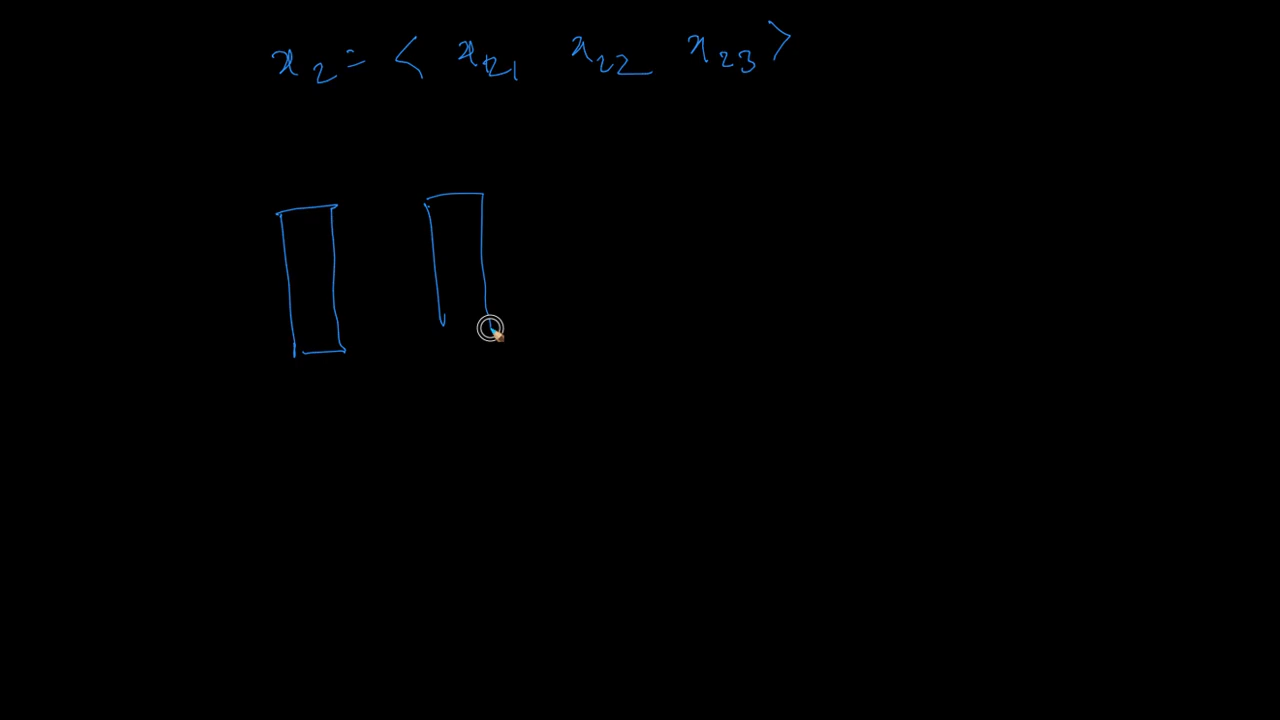 x₂ = < x₂₁ x₂₂ x₂₃ >